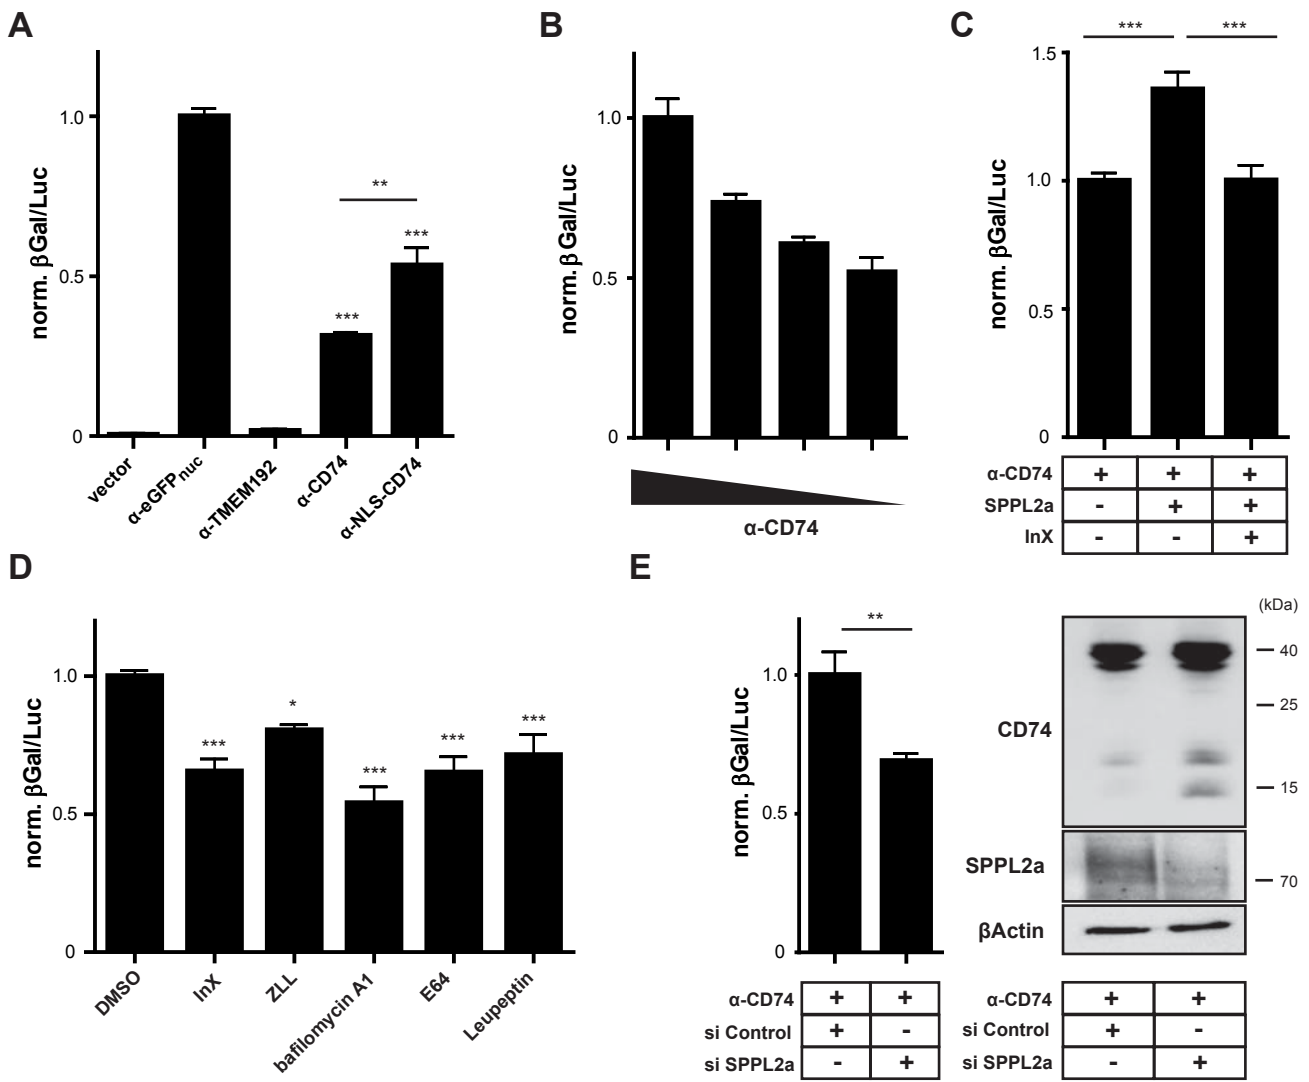 A
norm. βGal/Luc
1.0
0.5
0
**
***
***
vector
α-eGFPnuc
α-TMEM192
α-CD74
α-NLS-CD74
B
norm. βGal/Luc
1.0
0.5
0
α-CD74
C
norm. βGal/Luc
1.5
1.0
0.5
0
*** ***
α-CD74 + + +
SPPL2a - + +
InX - - +
D
norm. βGal/Luc
1.0
0.5
0
***
*
***
***
***
DMSO
InX
ZLL
bafilomycin A1
E64
Leupeptin
E
norm. βGal/Luc
1.0
0.5
0
**
α-CD74 + +
si Control + -
si SPPL2a - +
(kDa)
40
25
CD74
15
SPPL2a
70
βActin
α-CD74 + +
si Control + -
si SPPL2a - +